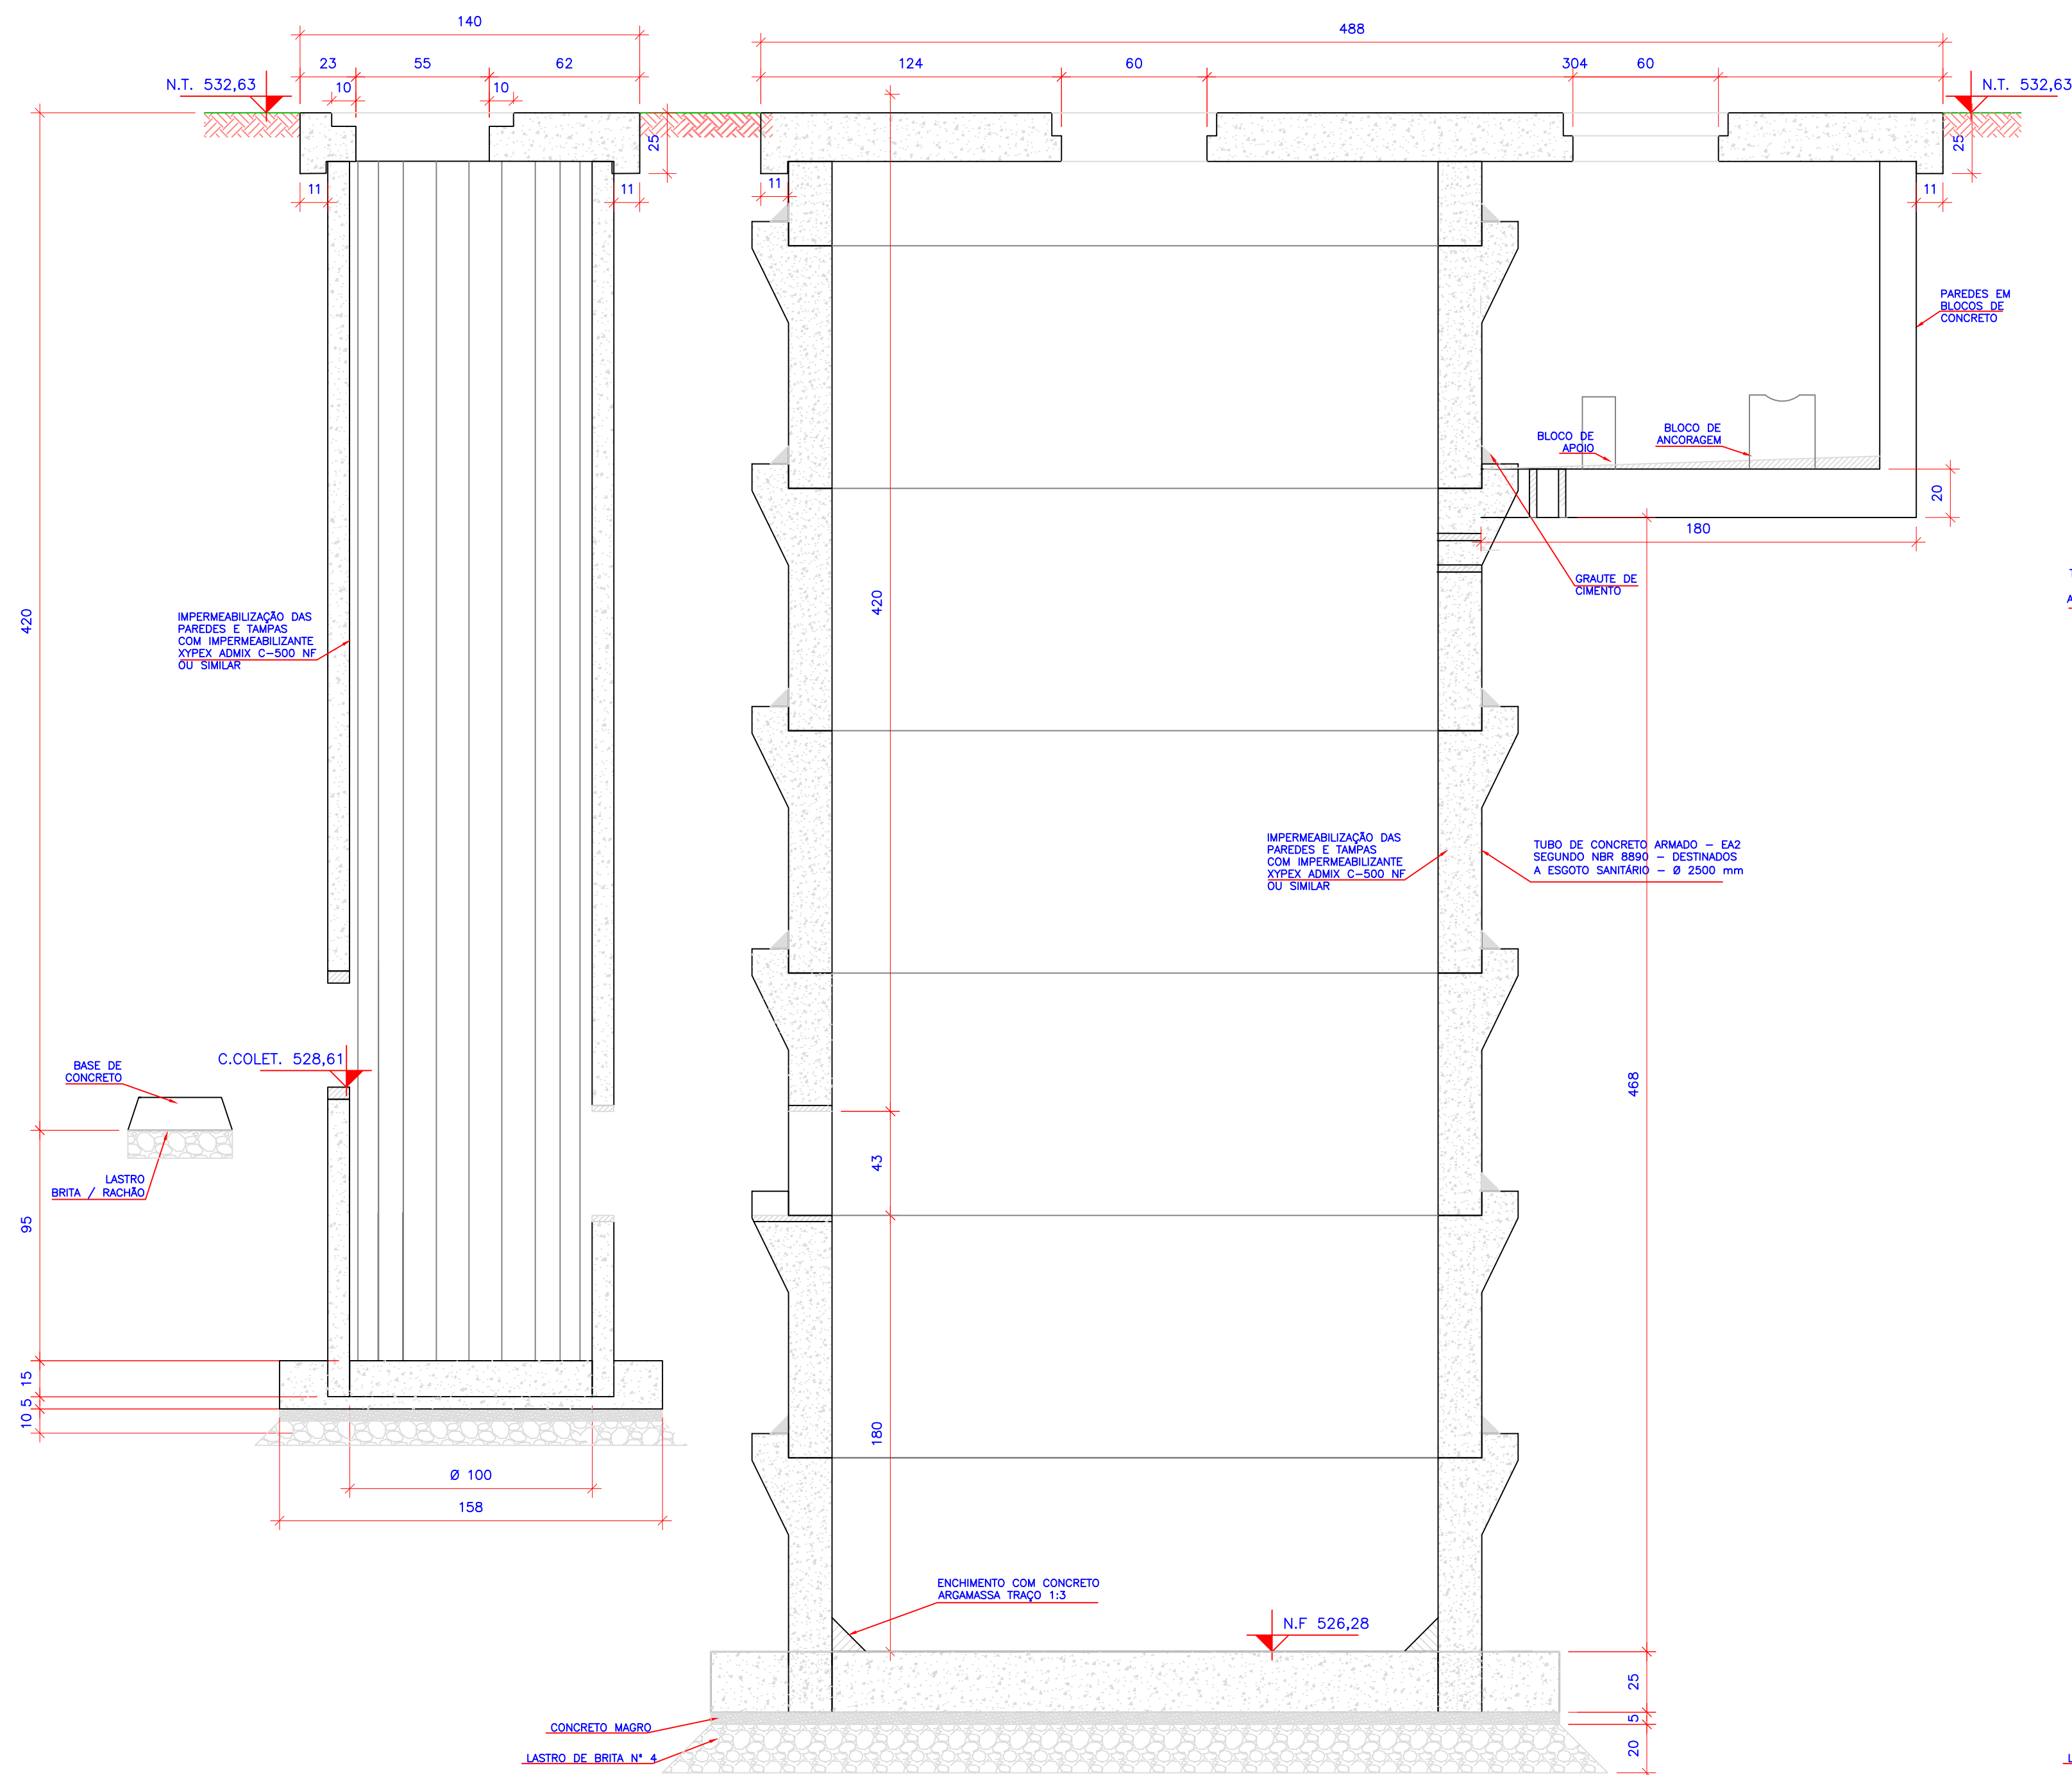 140
488
23
55
62
124
60
304
60
N.T. 532,63
10
10
N.T. 532,63
25
25
11
11
11
11
PAREDES EM
BLOCOS DE
CONCRETO
BLOCO DE
APOIO
BLOCO DE
ANCORAGEM
20
180
GRAUTE DE
CIMENTO
420
420
IMPERMEABILIZAÇÃO DAS
PAREDES E TAMPAS
COM IMPERMEABILIZANTE
XYPEX ADMIX C-500 NF
OU SIMILAR
IMPERMEABILIZAÇÃO DAS
PAREDES E TAMPAS
COM IMPERMEABILIZANTE
XYPEX ADMIX C-500 NF
OU SIMILAR
TUBO DE CONCRETO ARMADO - EA2
SEGUNDO NBR 8890 - DESTINADOS
A ESGOTO SANITÁRIO - Ø 2500 mm
C.COLET. 528,61
BASE DE
CONCRETO
468
43
LASTRO
BRITA / RACHÃO
95
15
5
10
180
Ø 100
158
ENCHIMENTO COM CONCRETO
ARGAMASSA TRAÇO 1:3
N.F 526,28
25
5
20
CONCRETO MAGRO
LASTRO DE BRITA N° 4